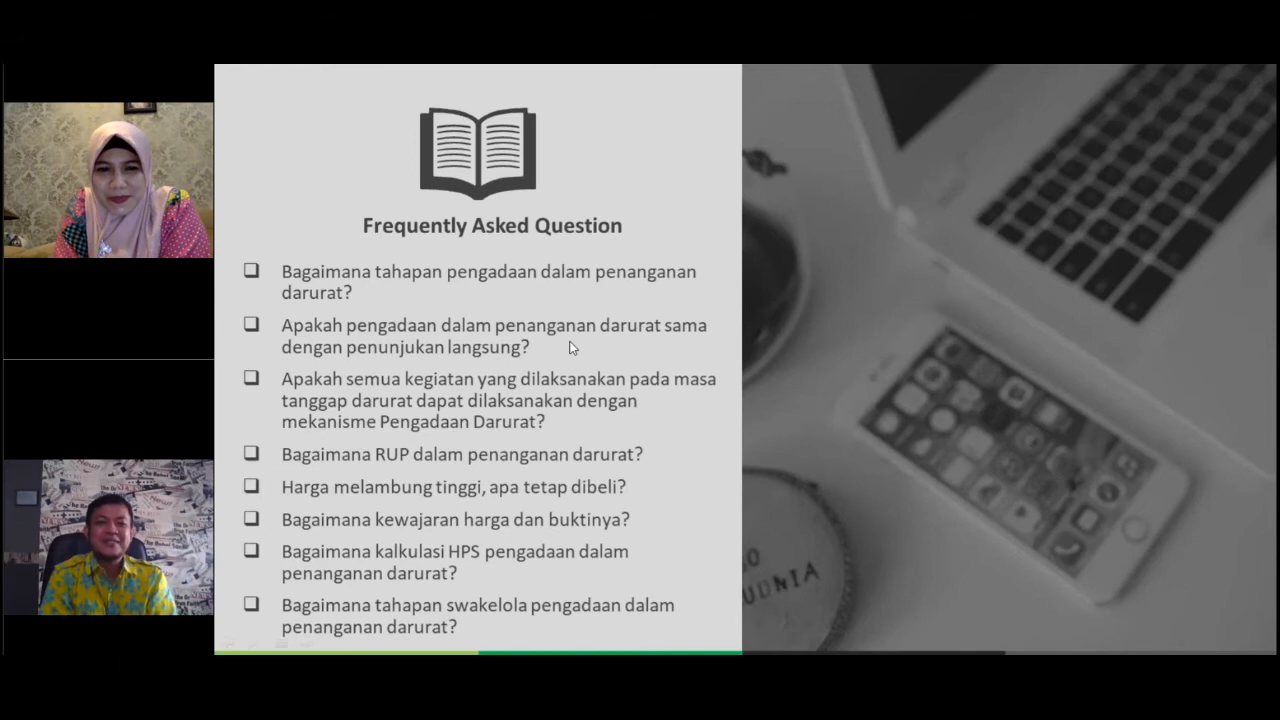 Frequently Asked Question
Bagaimana tahapan pengadaan dalam penanganan
darurat?
Apakah pengadaan dalam penanganan darurat sama
dengan penunjukan langsung?
Apakah semua kegiatan yang dilaksanakan pada masa
tanggap darurat dapat dilaksanakan dengan
mekanisme Pengadaan Darurat?
Bagaimana RUP dalam penanganan darurat?
Harga melambung tinggi, apa tetap dibeli?
Bagaimana kewajaran harga dan buktinya?
Bagaimana kalkulasi HPS pengadaan dalam
penanganan darurat?
Bagaimana tahapan swakelola pengadaan dalam
penanganan darurat?